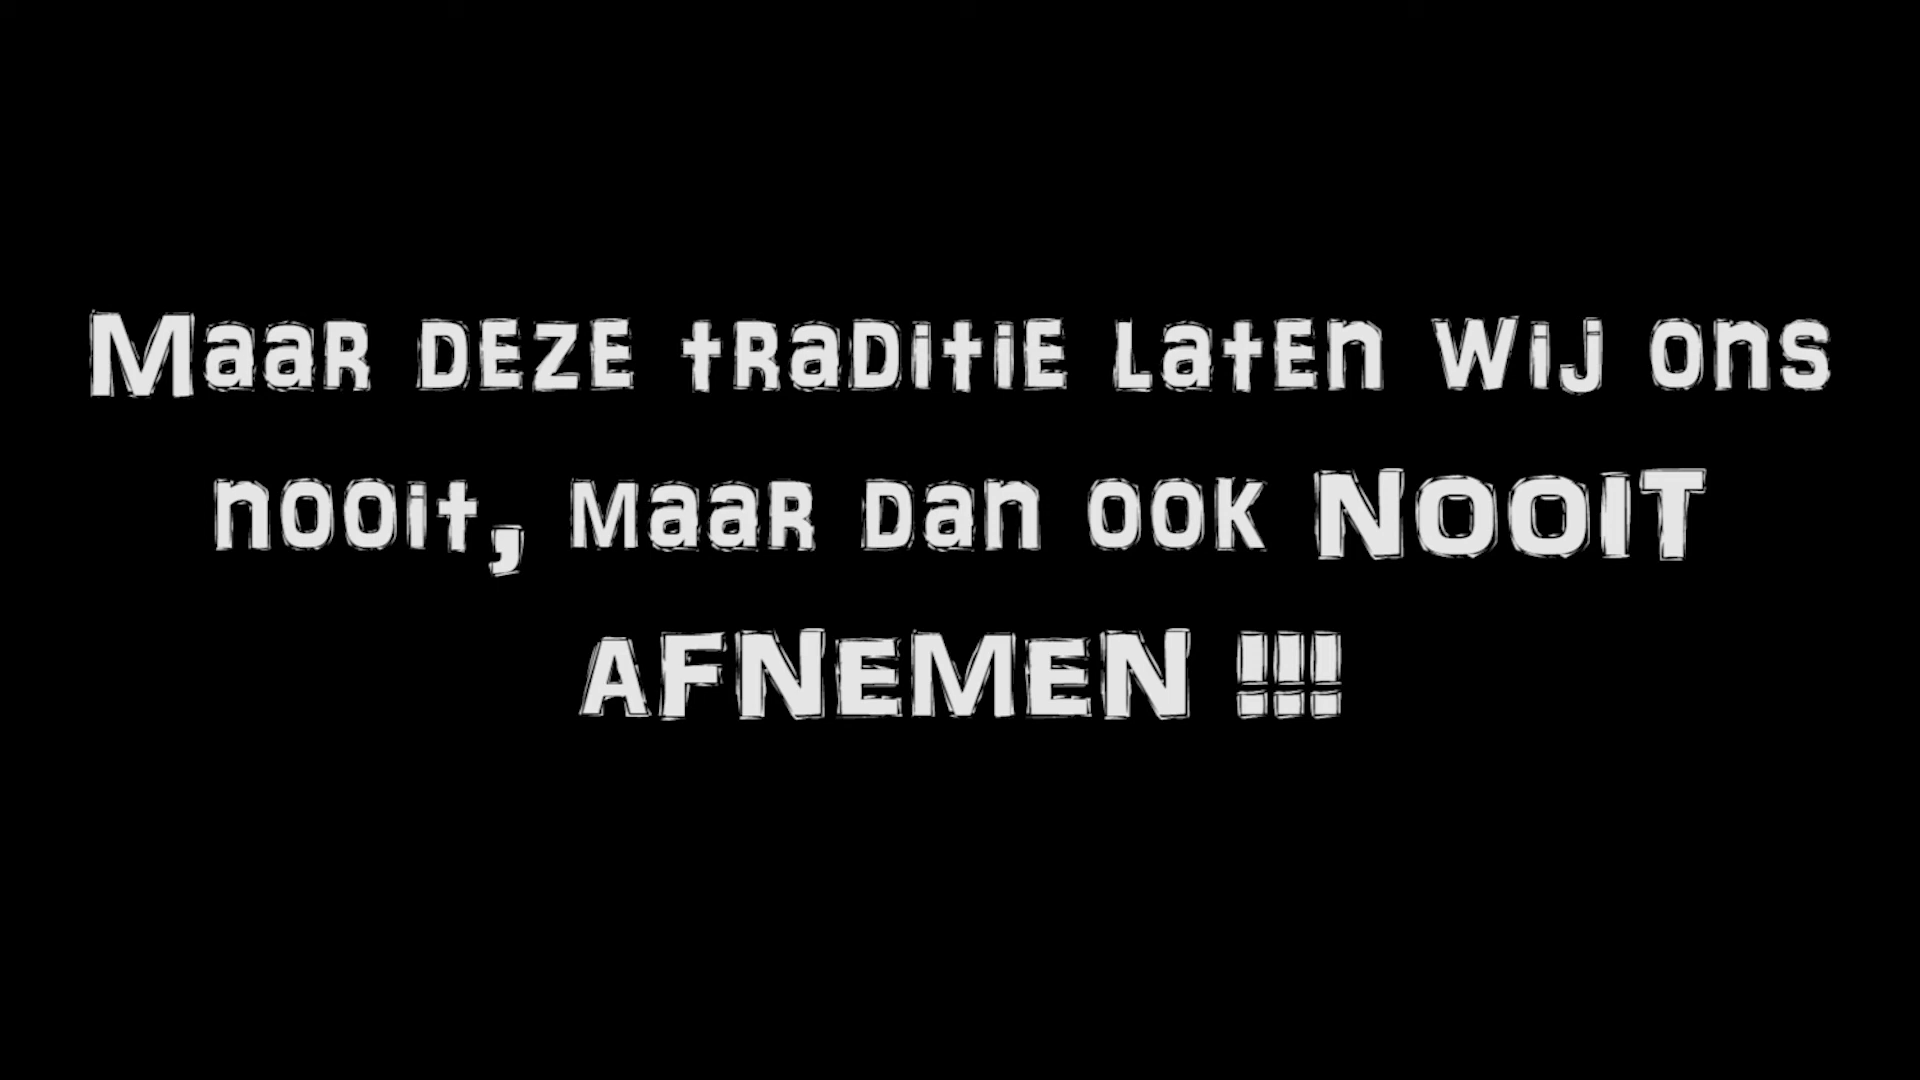 Maar deze traditie laten wij ons
nooit, maar dan ook NOOIT
AFNEMEN !!!